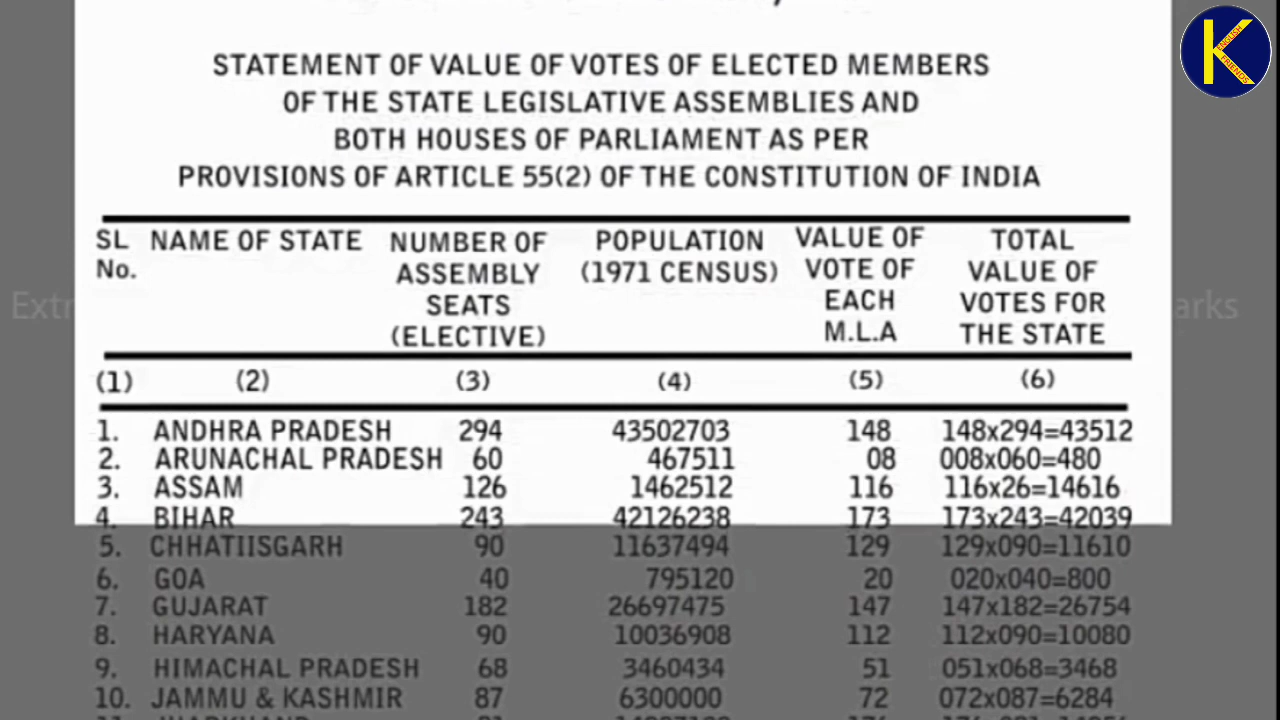 STATEMENT OF VALUE OF VOTES OF ELECTED MEMBERS
OF THE STATE LEGISLATIVE ASSEMBLIES AND
BOTH HOUSES OF PARLIAMENT AS PER
PROVISIONS OF ARTICLE 55(2) OF THE CONSTITUTION OF INDIA
SL No. NAME OF STATE NUMBER OF ASSEMBLY SEATS (ELECTIVE) POPULATION (1971 CENSUS) VALUE OF VOTE OF EACH M.L.A TOTAL VALUE OF VOTES FOR THE STATE
(1) (2) (3) (4) (5) (6)
1. ANDHRA PRADESH 294 43502703 148 148x294=43512
2. ARUNACHAL PRADESH 60 467511 08 008x060=480
3. ASSAM 126 1462512 116 116x26=14616
4. BIHAR 243 42126238 173 173x243=42039
5. CHHATIISGARH 90 11637494 129 129x090=11610
6. GOA 40 795120 20 020x040=800
7. GUJARAT 182 26697475 147 147x182=26754
8. HARYANA 90 10036908 112 112x090=10080
9. HIMACHAL PRADESH 68 3460434 51 051x068=3468
10. JAMMU & KASHMIR 87 6300000 72 072x087=6284
K ENGLISH FRIENDS